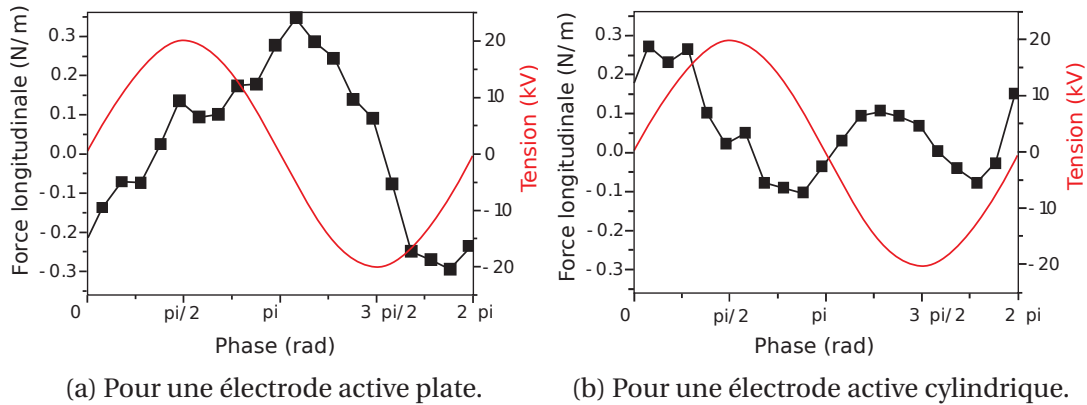 Force longitudinale (N/m)
0.3
0.2
0.1
0.0
-0.1
-0.2
-0.3
20
10
0
-10
-20
Tension (kV)
0 pi/2 pi 3 pi/2 2 pi
Phase (rad)
(a) Pour une électrode active plate.
Force longitudinale (N/m)
0.3
0.2
0.1
0.0
-0.1
-0.2
-0.3
20
10
0
-10
-20
Tension (kV)
0 pi/2 pi 3 pi/2 2 pi
Phase (rad)
(b) Pour une électrode active cylindrique.